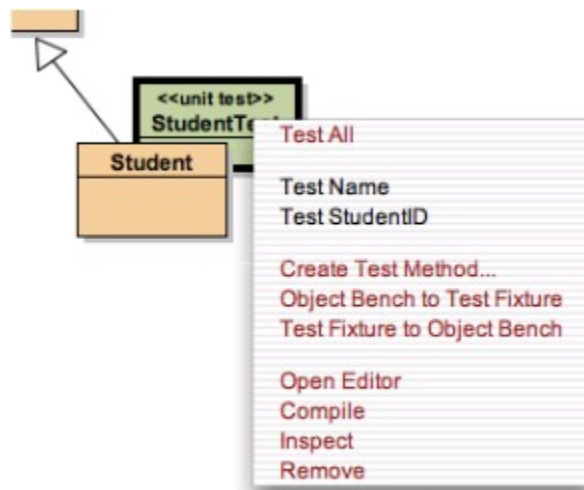 <<unit test>>
Student
Test All
Test Name
Test StudentID
Create Test Method...
Object Bench to Test Fixture
Test Fixture to Object Bench
Open Editor
Compile
Inspect
Remove